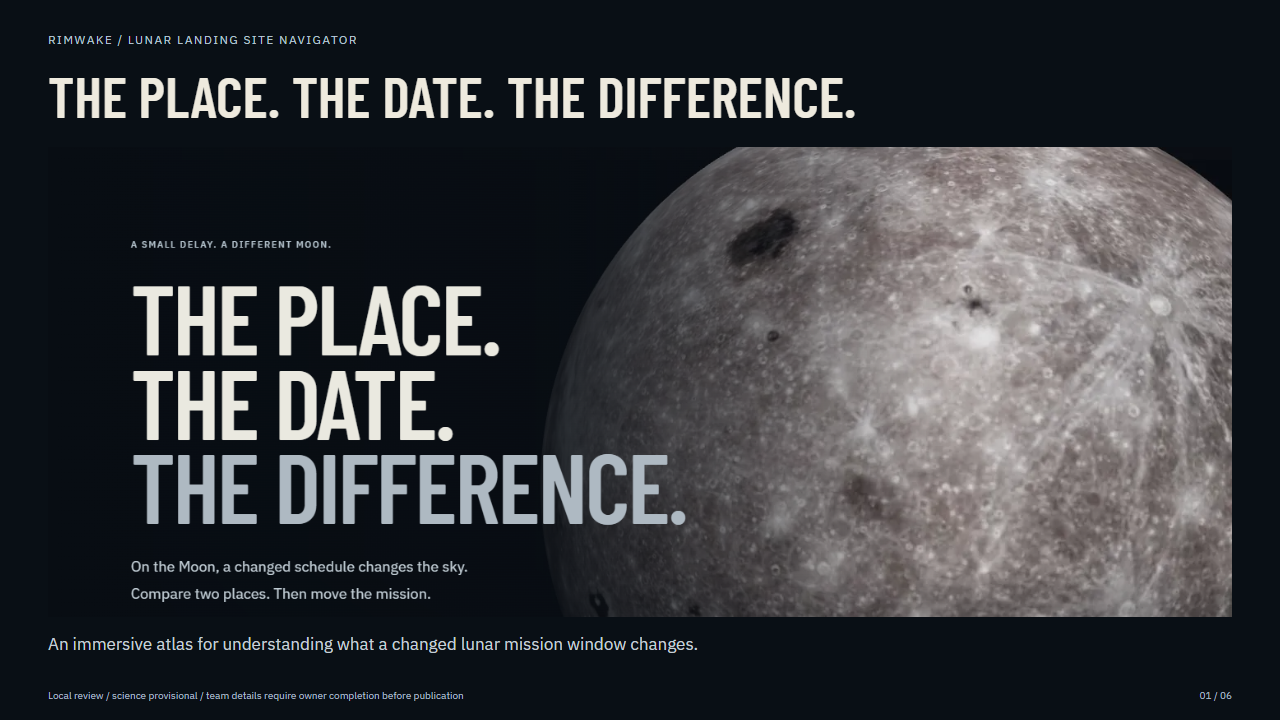 RIMWAKE / LUNAR LANDING SITE NAVIGATOR
THE PLACE. THE DATE. THE DIFFERENCE.
A SMALL DELAY. A DIFFERENT MOON.
THE PLACE.
THE DATE.
THE DIFFERENCE.
On the Moon, a changed schedule changes the sky.
Compare two places. Then move the mission.
An immersive atlas for understanding what a changed lunar mission window changes.
Local review / science provisional / team details require owner completion before publication
01 / 06